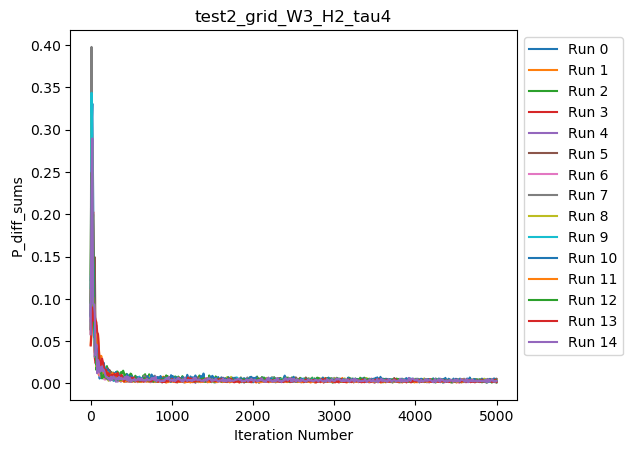 test2_grid_W3_H2_tau4
P_diff_sums
0.40
0.35
0.30
0.25
0.20
0.15
0.10
0.05
0.00
0 1000 2000 3000 4000 5000
Iteration Number
Run 0
Run 1
Run 2
Run 3
Run 4
Run 5
Run 6
Run 7
Run 8
Run 9
Run 10
Run 11
Run 12
Run 13
Run 14